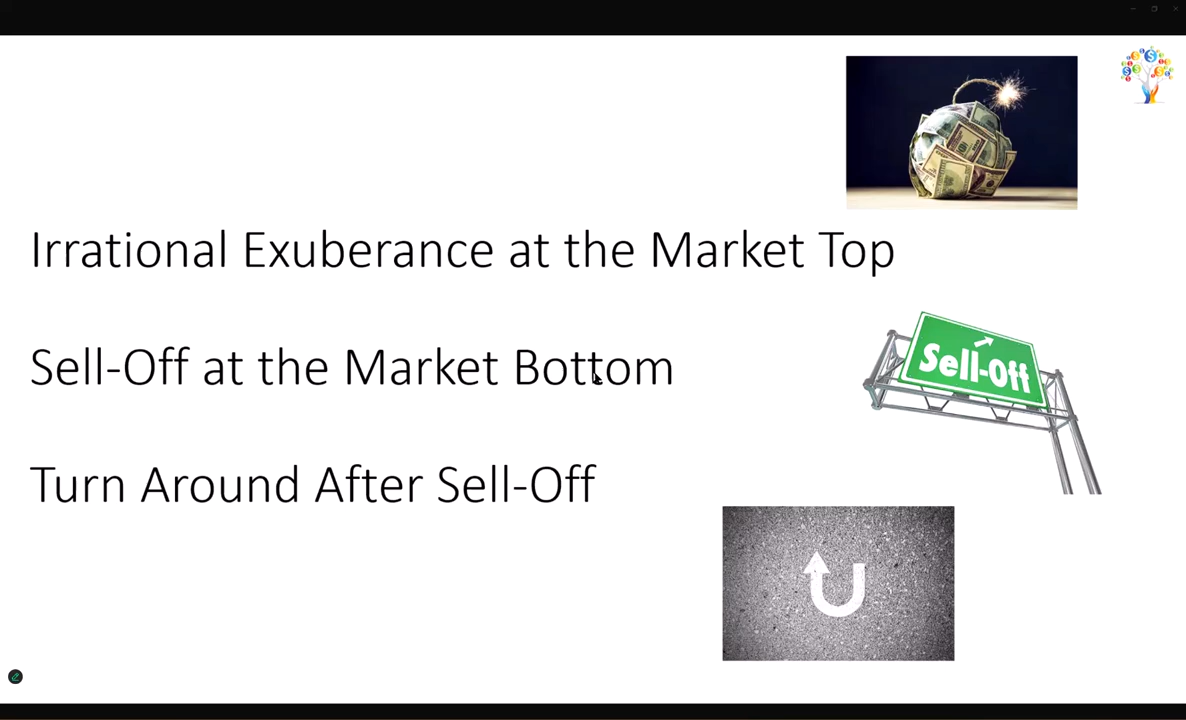 Irrational Exuberance at the Market Top
Sell-Off at the Market Bottom
Sell-Off
Turn Around After Sell-Off